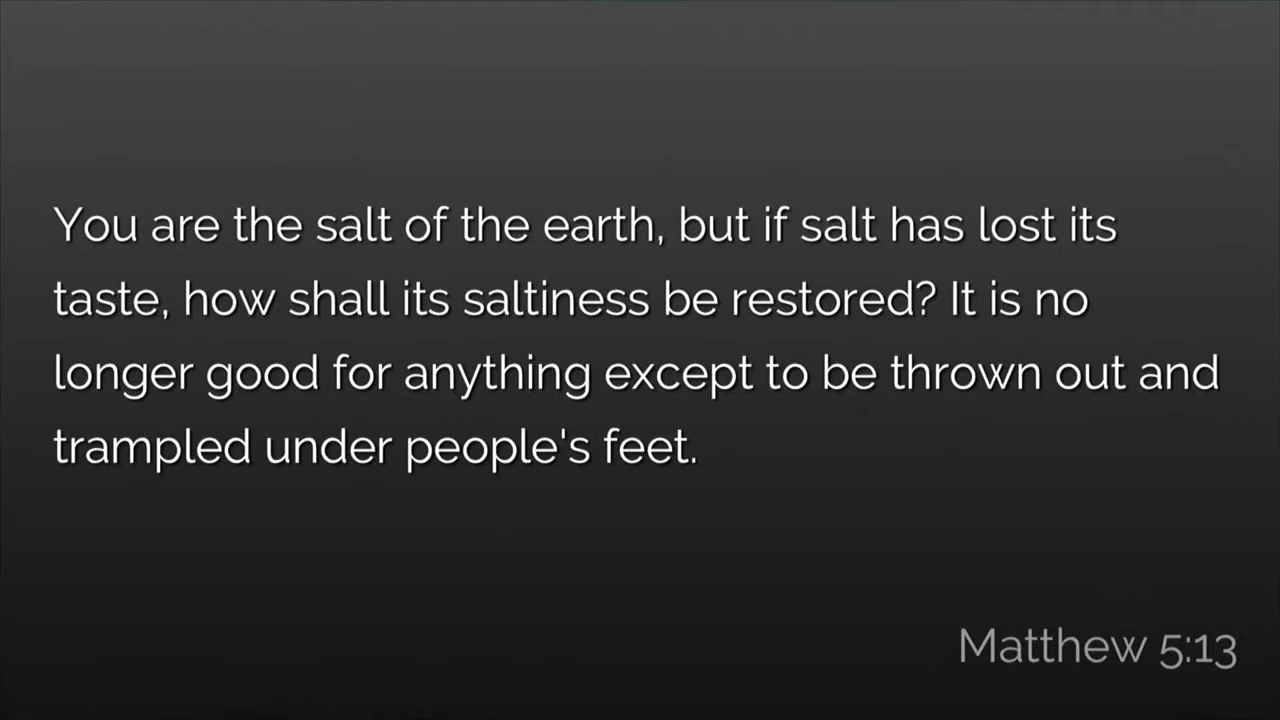 You are the salt of the earth, but if salt has lost its
taste, how shall its saltiness be restored? It is no
longer good for anything except to be thrown out and
trampled under people's feet.
Matthew 5:13